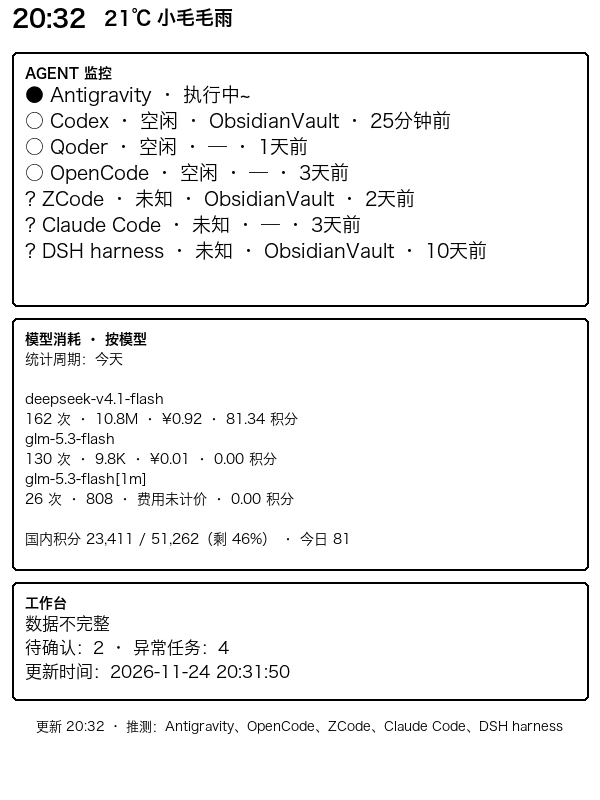 20:32 21℃ 小毛毛雨
AGENT 监控
● Antigravity · 执行中~
○ Codex · 空闲 · ObsidianVault · 25分钟前
○ Qoder · 空闲 · — · 1天前
○ OpenCode · 空闲 · — · 3天前
? ZCode · 未知 · ObsidianVault · 2天前
? Claude Code · 未知 · — · 3天前
? DSH harness · 未知 · ObsidianVault · 10天前
模型消耗 · 按模型
统计周期：今天
deepseek-v4.1-flash
162 次 · 10.8M · ¥0.92 · 81.34 积分
glm-5.3-flash
130 次 · 9.8K · ¥0.01 · 0.00 积分
glm-5.3-flash[1m]
26 次 · 808 · 费用未计价 · 0.00 积分
国内积分 23,411 / 51,262（剩 46%） · 今日 81
工作台
数据不完整
待确认：2 · 异常任务：4
更新时间：2026-11-24 20:31:50
更新 20:32 · 推测：Antigravity、OpenCode、ZCode、Claude Code、DSH harness